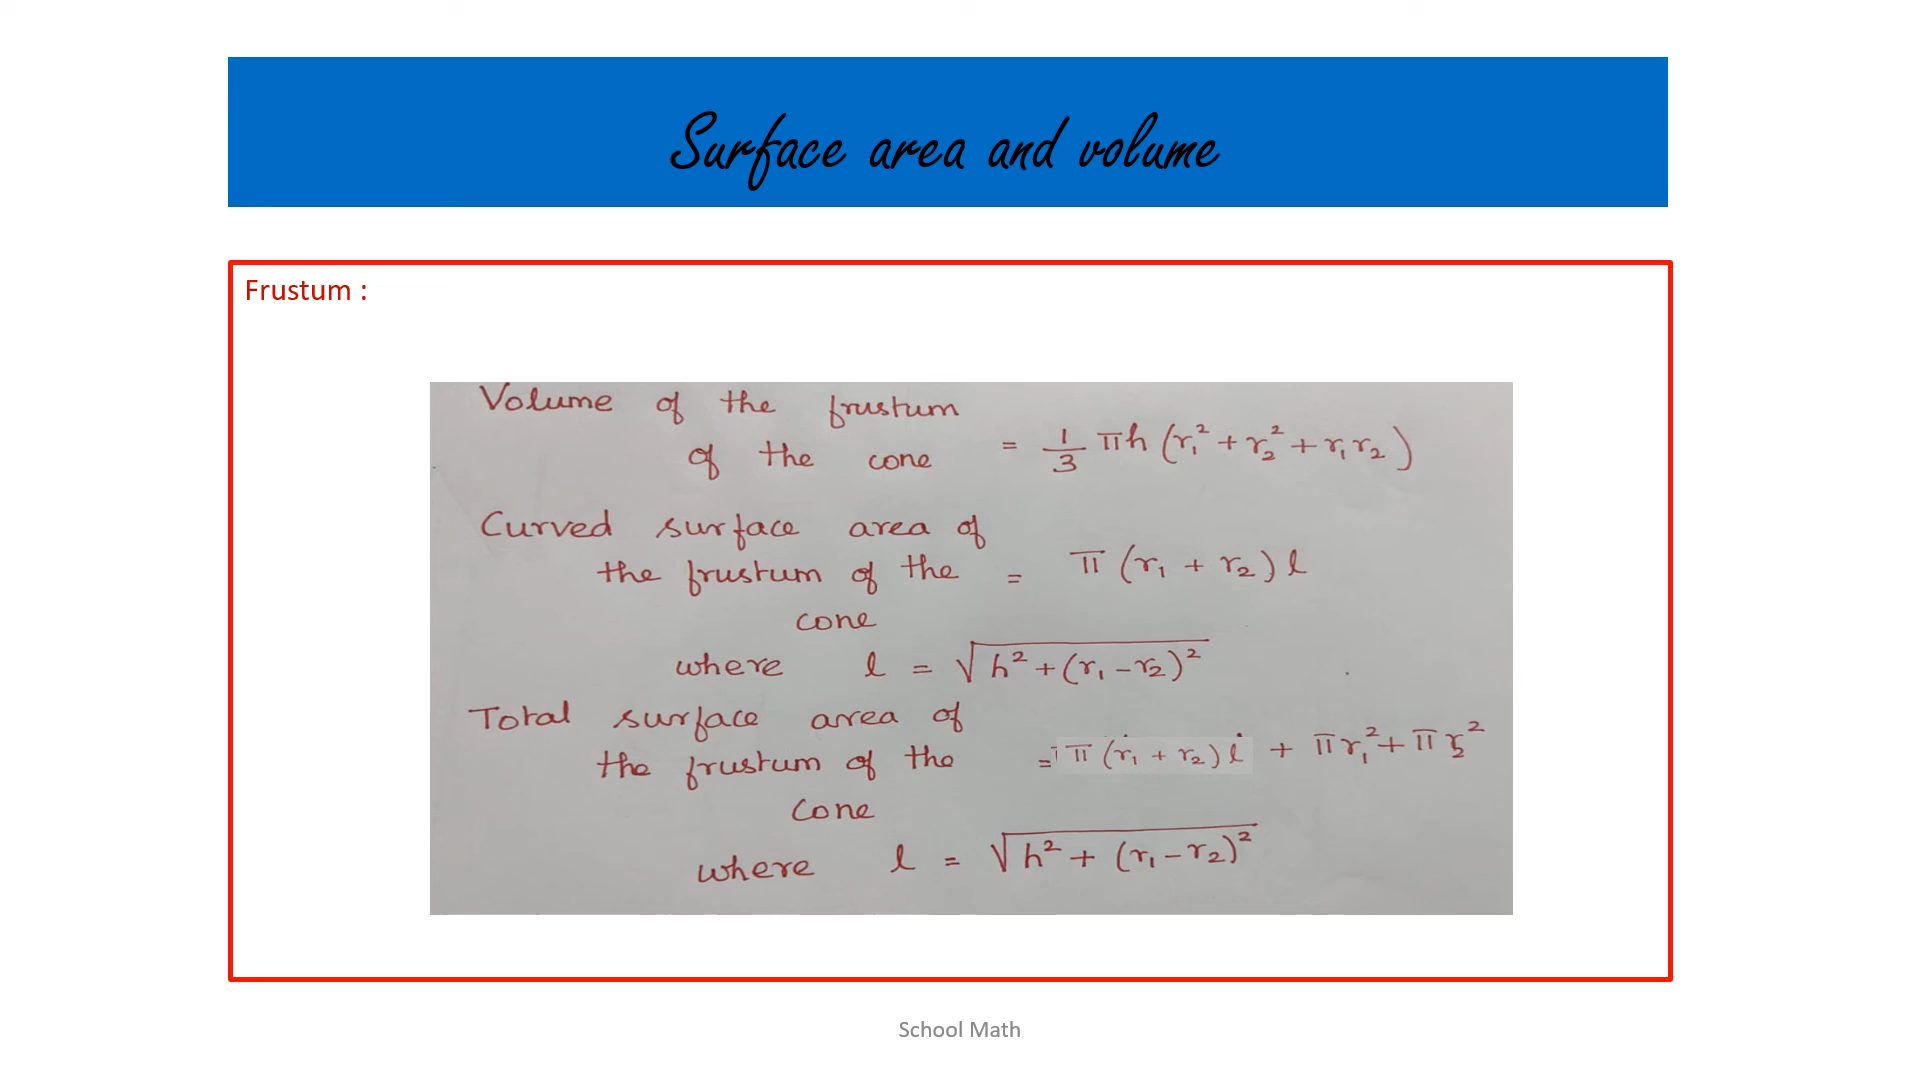 Surface area and volume
Frustum :
Volume of the frustum
of the cone = 1/3 πh (r₁² + r₂² + r₁r₂)
Curved surface area of
the frustum of the = π (r₁ + r₂) l
cone
where l = √(h² + (r₁ - r₂)²)
Total surface area of
the frustum of the = π (r₁ + r₂) l + πr₁² + πr₂²
Cone
where l = √(h² + (r₁ - r₂)²)
School Math